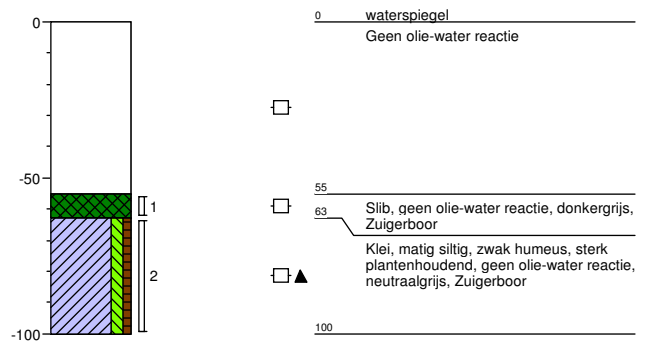 0
-50
-100
1
2
0
waterspiegel
Geen olie-water reactie
55
Slib, geen olie-water reactie, donkergrijs,
Zuigerboor
63
Klei, matig siltig, zwak humeus, sterk
plantenhoudend, geen olie-water reactie,
neutraalgrijs, Zuigerboor
100